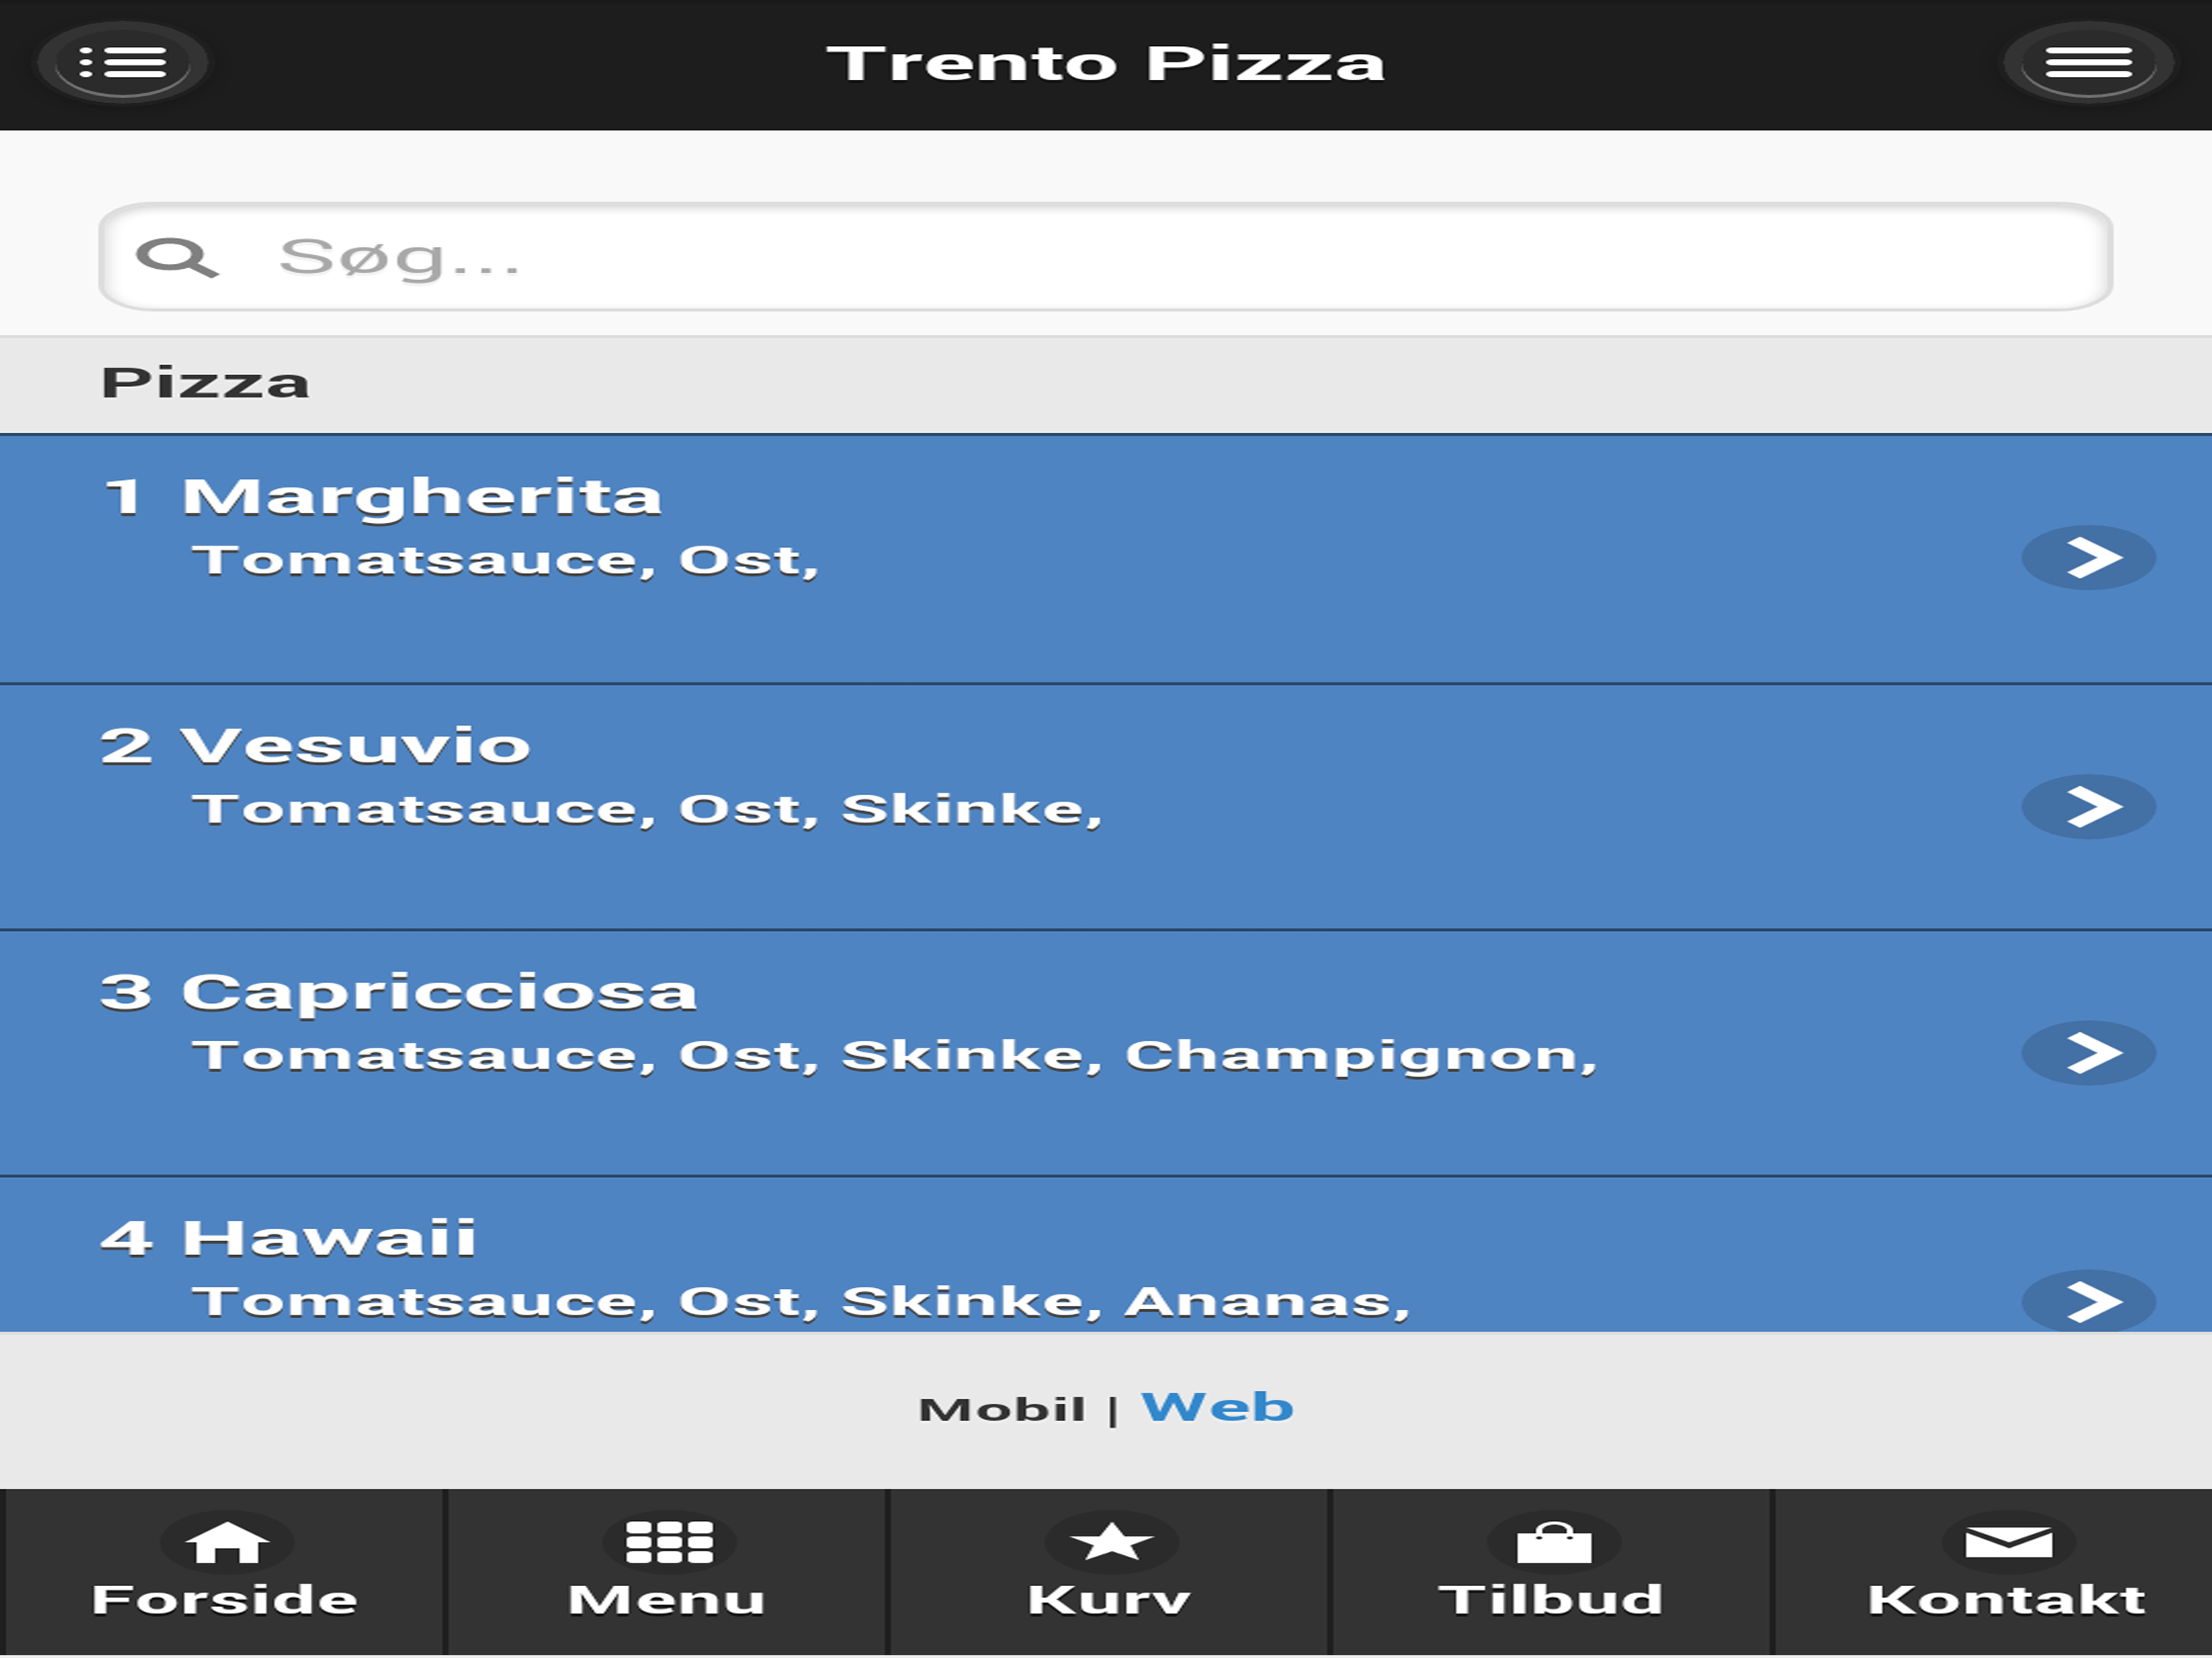 Trento Pizza
Søg...
Pizza
1 Margherita
Tomatsauce, Ost,
2 Vesuvio
Tomatsauce, Ost, Skinke,
3 Capricciosa
Tomatsauce, Ost, Skinke, Champignon,
4 Hawaii
Tomatsauce, Ost, Skinke, Ananas,
Mobil | Web
Forside Menu Kurv Tilbud Kontakt